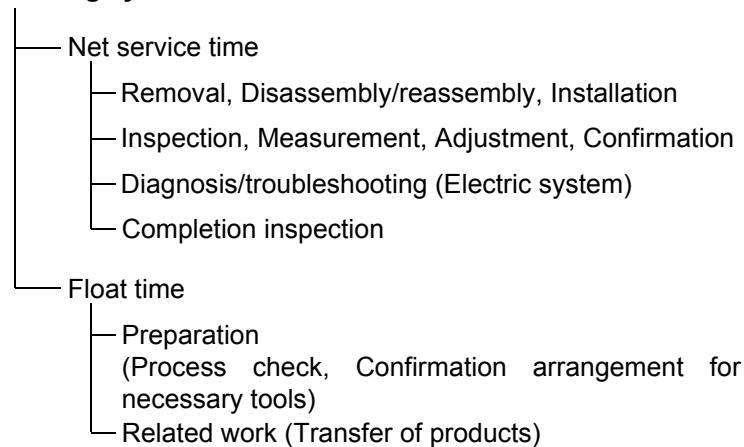 Net service time
Removal, Disassembly/reassembly, Installation
Inspection, Measurement, Adjustment, Confirmation
Diagnosis/troubleshooting (Electric system)
Completion inspection
Float time
Preparation
(Process check, Confirmation arrangement for
necessary tools)
Related work (Transfer of products)